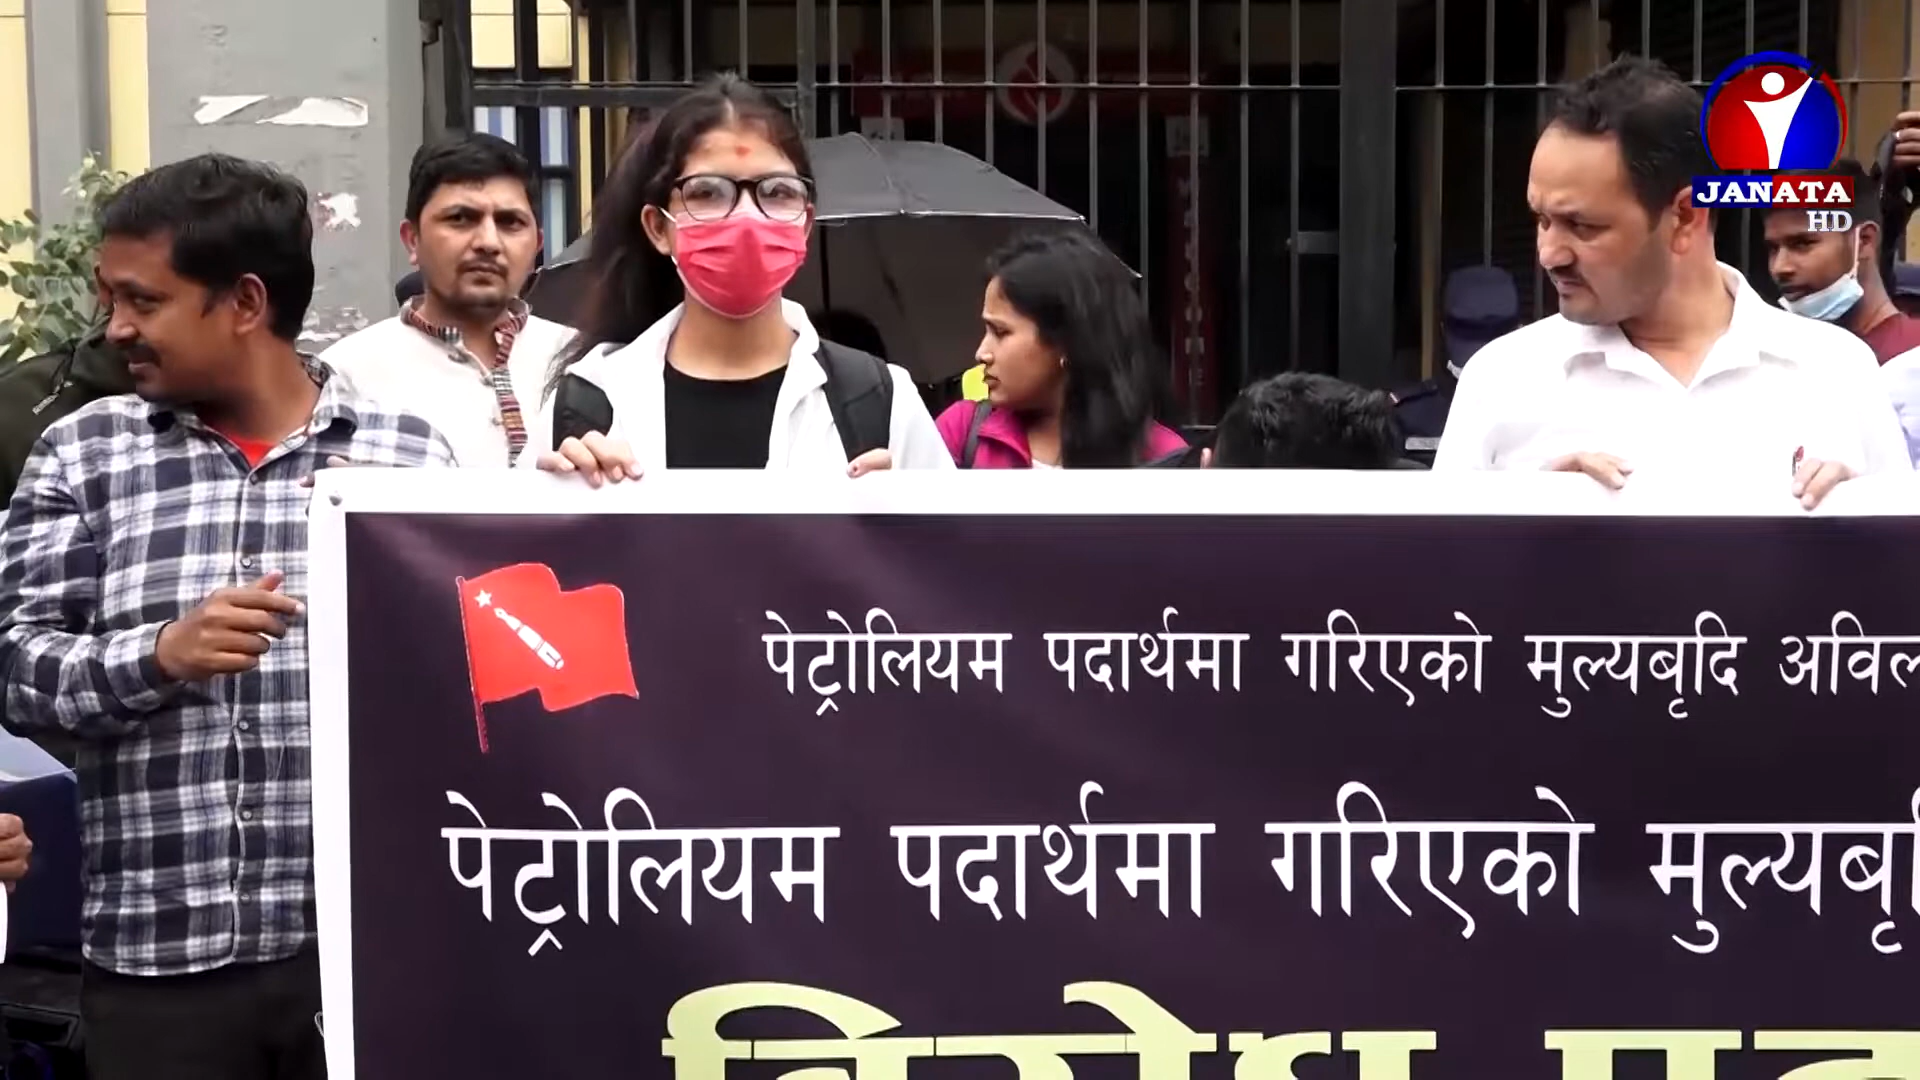 JANATA
HD
पेट्रोलियम पदार्थमा गरिएको मुल्यबृदि
पेट्रोलियम पदार्थमा गरिएको
विरोध